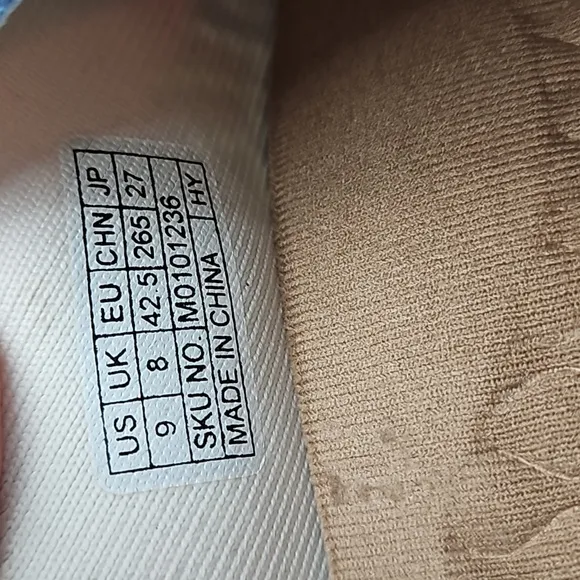 US UK EU CHN JP
9 8 42.5 265 27
SKU NO. M0101236
MADE IN CHINA HY